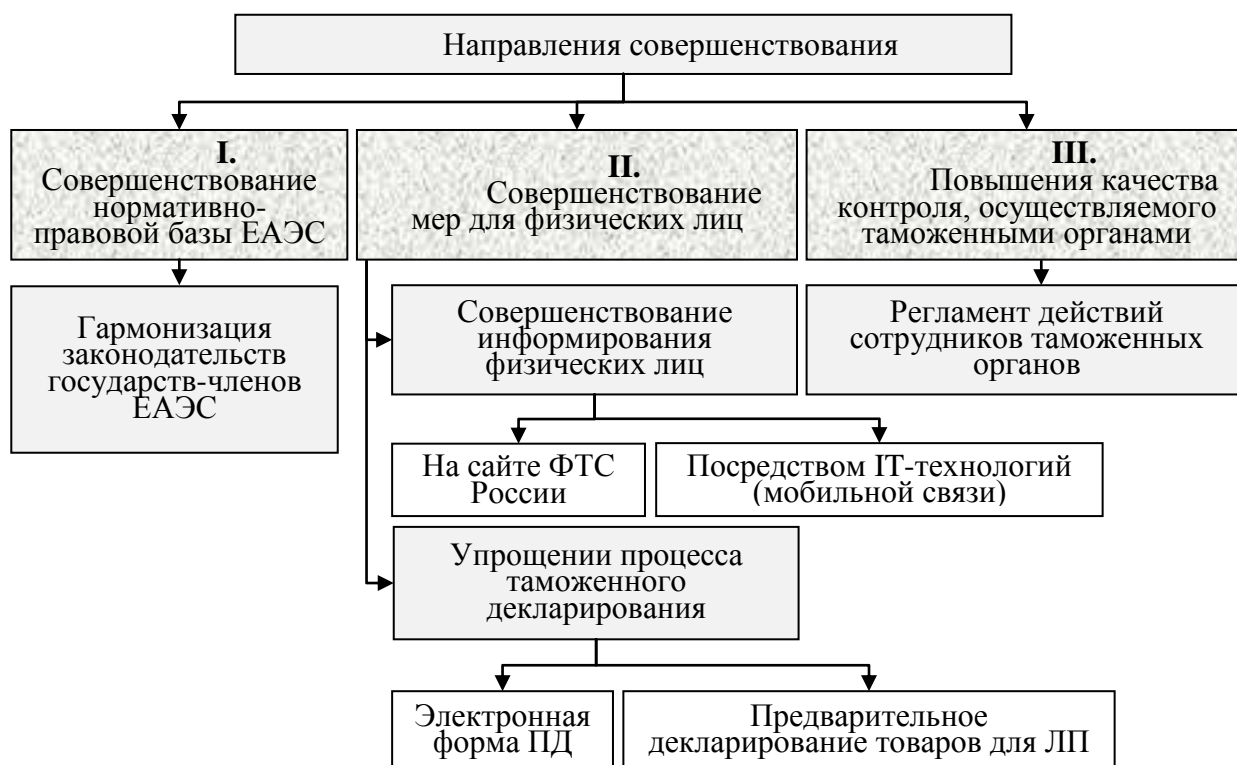 Направления совершенствования
I.
Совершенствование
нормативно-
правовой базы ЕАЭС
II.
Совершенствование
мер для физических лиц
III.
Повышения качества
контроля, осуществляемого
таможенными органами
Гармонизация
законодательств
государств-членов
ЕАЭС
Совершенствование
информирования
физических лиц
Регламент действий
сотрудников таможенных
органов
На сайте ФТС
России
Посредством IT-технологий
(мобильной связи)
Упрощении процесса
таможенного
декларирования
Электронная
форма ПД
Предварительное
декларирование товаров для ЛП